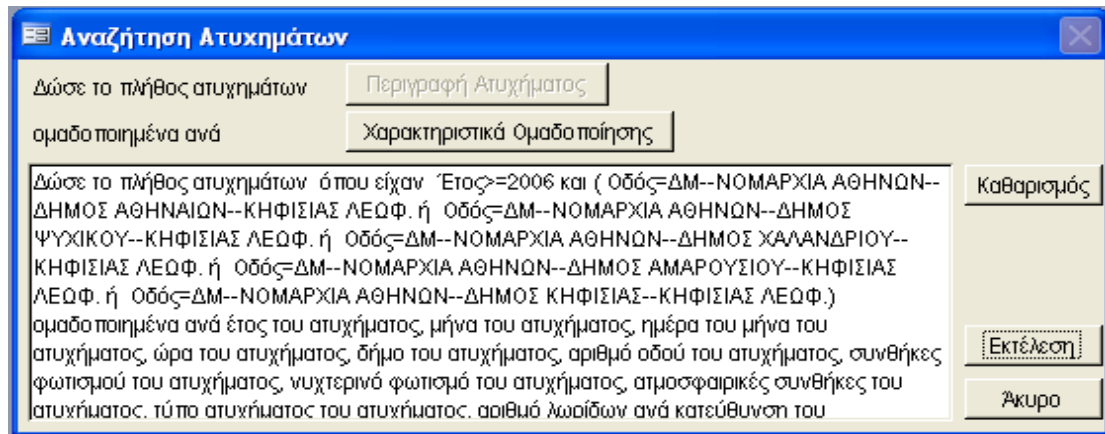 Αναζήτηση Ατυχημάτων
Δώσε το πλήθος ατυχημάτων Περιγραφή Ατυχήματος
ομαδοποιημένα ανά Χαρακτηριστικά Ομαδοποίησης
Δώσε το πλήθος ατυχημάτων όπου είχαν Έτος>=2006 και ( Οδός=ΔΜ--ΝΟΜΑΡΧΙΑ ΑΘΗΝΩΝ--
ΔΗΜΟΣ ΑΘΗΝΑΙΩΝ--ΚΗΦΙΣΙΑΣ ΛΕΩΦ. ή Οδός=ΔΜ--ΝΟΜΑΡΧΙΑ ΑΘΗΝΩΝ--ΔΗΜΟΣ
ΨΥΧΙΚΟΥ--ΚΗΦΙΣΙΑΣ ΛΕΩΦ. ή Οδός=ΔΜ--ΝΟΜΑΡΧΙΑ ΑΘΗΝΩΝ--ΔΗΜΟΣ ΧΑΛΑΝΔΡΙΟΥ--
ΚΗΦΙΣΙΑΣ ΛΕΩΦ. ή Οδός=ΔΜ--ΝΟΜΑΡΧΙΑ ΑΘΗΝΩΝ--ΔΗΜΟΣ ΑΜΑΡΟΥΣΙΟΥ--ΚΗΦΙΣΙΑΣ
ΛΕΩΦ. ή Οδός=ΔΜ--ΝΟΜΑΡΧΙΑ ΑΘΗΝΩΝ--ΔΗΜΟΣ ΚΗΦΙΣΙΑΣ--ΚΗΦΙΣΙΑΣ ΛΕΩΦ.)
ομαδοποιημένα ανά έτος του ατυχήματος, μήνα του ατυχήματος, ημέρα του μήνα του
ατυχήματος, ώρα του ατυχήματος, δήμο του ατυχήματος, αριθμό οδού του ατυχήματος, συνθήκες
φωτισμού του ατυχήματος, νυχτερινό φωτισμό του ατυχήματος, ατμοσφαιρικές συνθήκες του
ατυχήματος, τύπο ατυχήματος του ατυχήματος, αριθμό λωρίδων ανά κατεύθυνση του
Καθαρισμός
Εκτέλεση
Άκυρο